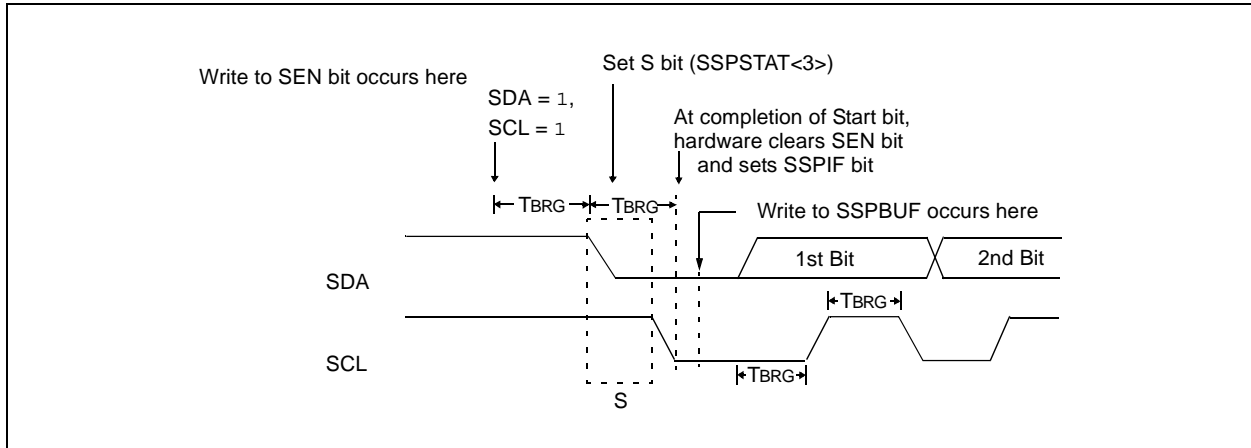 Set S bit (SSPSTAT<3>)
Write to SEN bit occurs here
SDA = 1,
SCL = 1
At completion of Start bit,
hardware clears SEN bit
and sets SSPIF bit
TBRG TBRG
Write to SSPBUF occurs here
1st Bit 2nd Bit
SDA
TBRG
SCL
TBRG
S